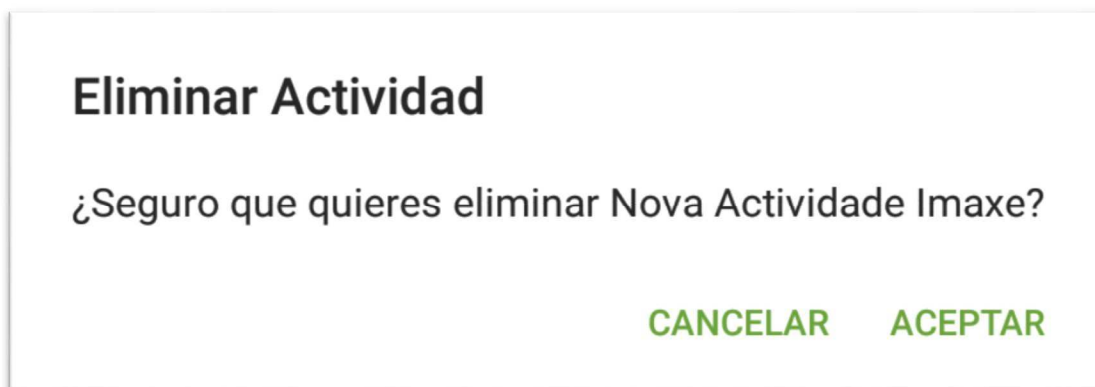 Eliminar Actividad
¿Seguro que quieres eliminar Nova Actividade Imaxe?
CANCELAR ACEPTAR